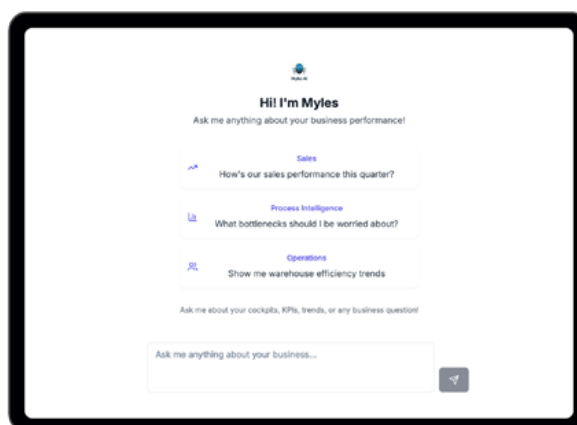 Myles AI
Hi! I'm Myles
Ask me anything about your business performance!
Sales
How's our sales performance this quarter?
Process Intelligence
What bottlenecks should I be worried about?
Operations
Show me warehouse efficiency trends
Ask me about your cockpits, KPIs, trends, or any business question!
Ask me anything about your business...